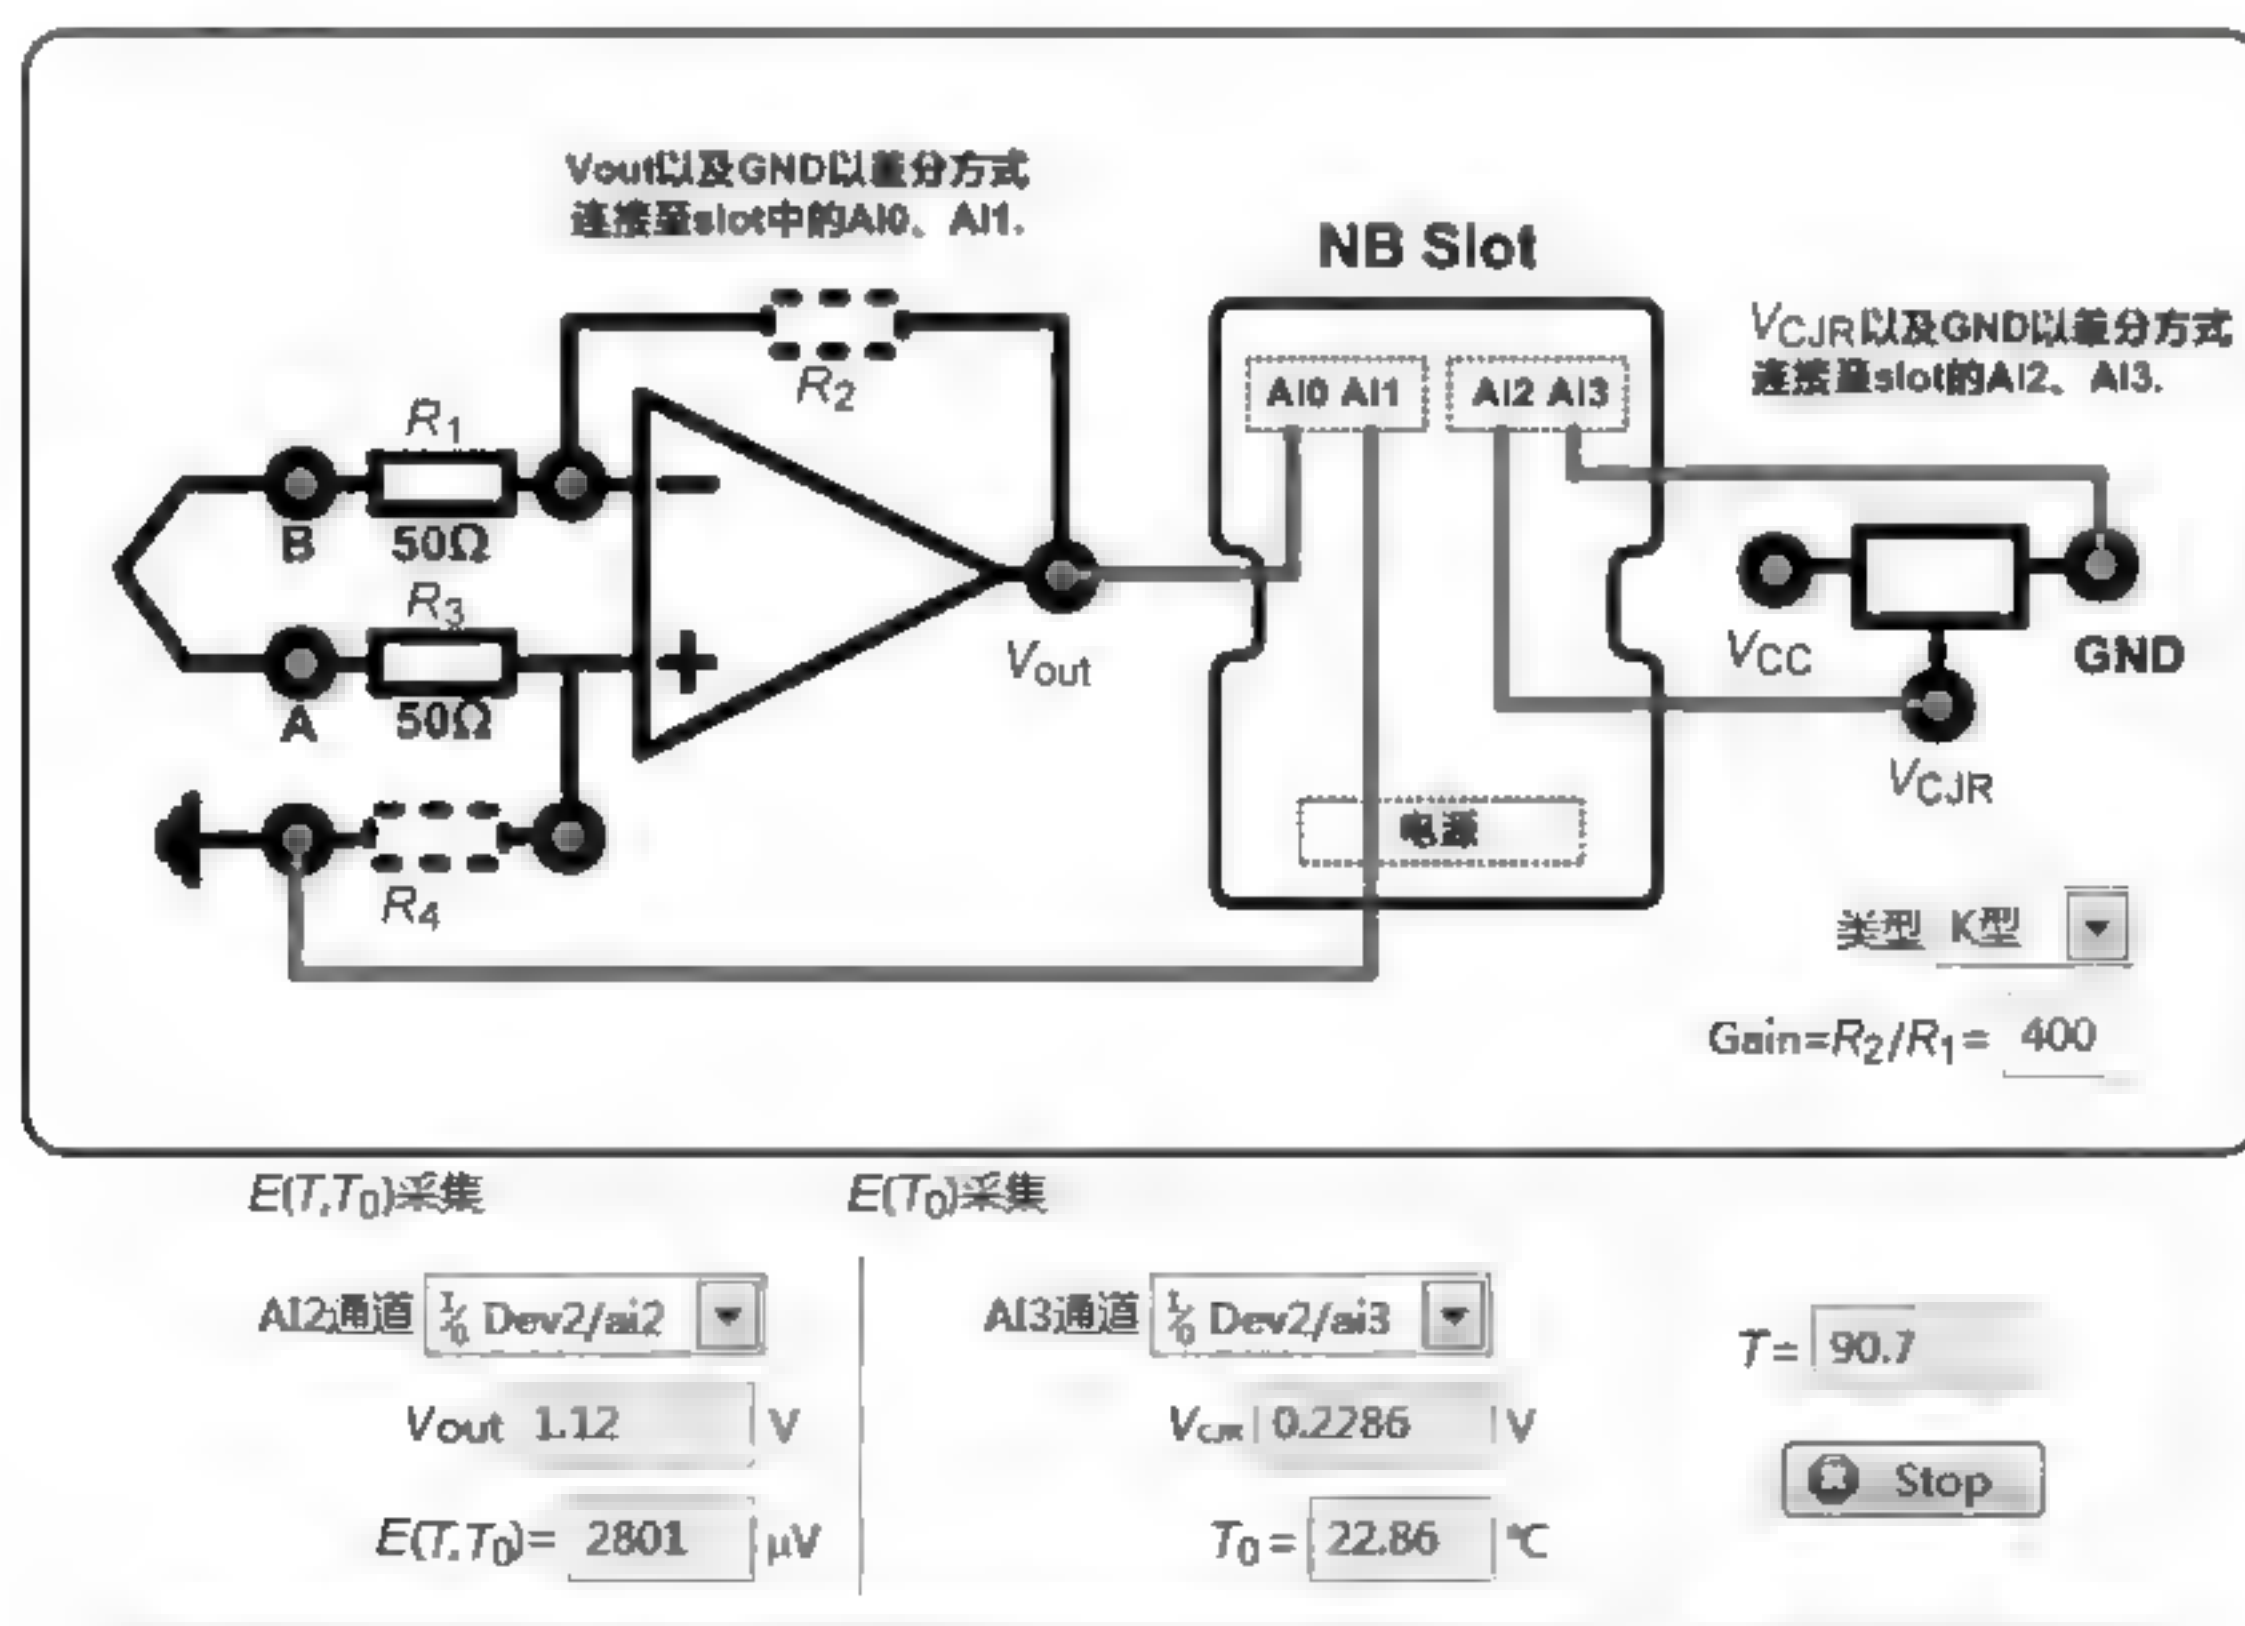 Vout以及GND以差分方式
连接至slot中的AI0、AI1.
NB Slot
VCJR以及GND以差分方式
连接至slot的AI2、AI3.
R2
AI0 AI1
AI2 AI3
R1
B
50Ω
R3
A
50Ω
Vout
VCC
GND
VCJR
电源
R4
类型 K型
Gain=R2/R1= 400
E(T,T0)采集
E(T0)采集
AI2通道 I/0 Dev2/ai2
AI3通道 I/0 Dev2/ai3
T= 90.7
Vout 1.12 V
VCJR 0.2286 V
Stop
E(T,T0)= 2801 μV
T0= 22.86 ℃